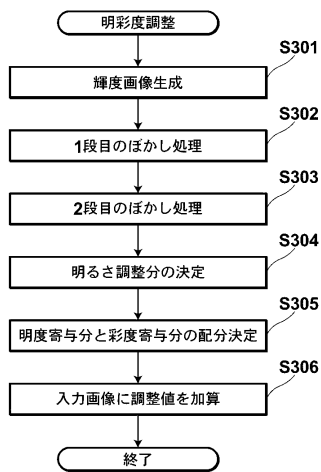 明彩度調整
S301
輝度画像生成
S302
1段目のぼかし処理
S303
2段目のぼかし処理
S304
明るさ調整分の決定
S305
明度寄与分と彩度寄与分の配分決定
S306
入力画像に調整値を加算
終了